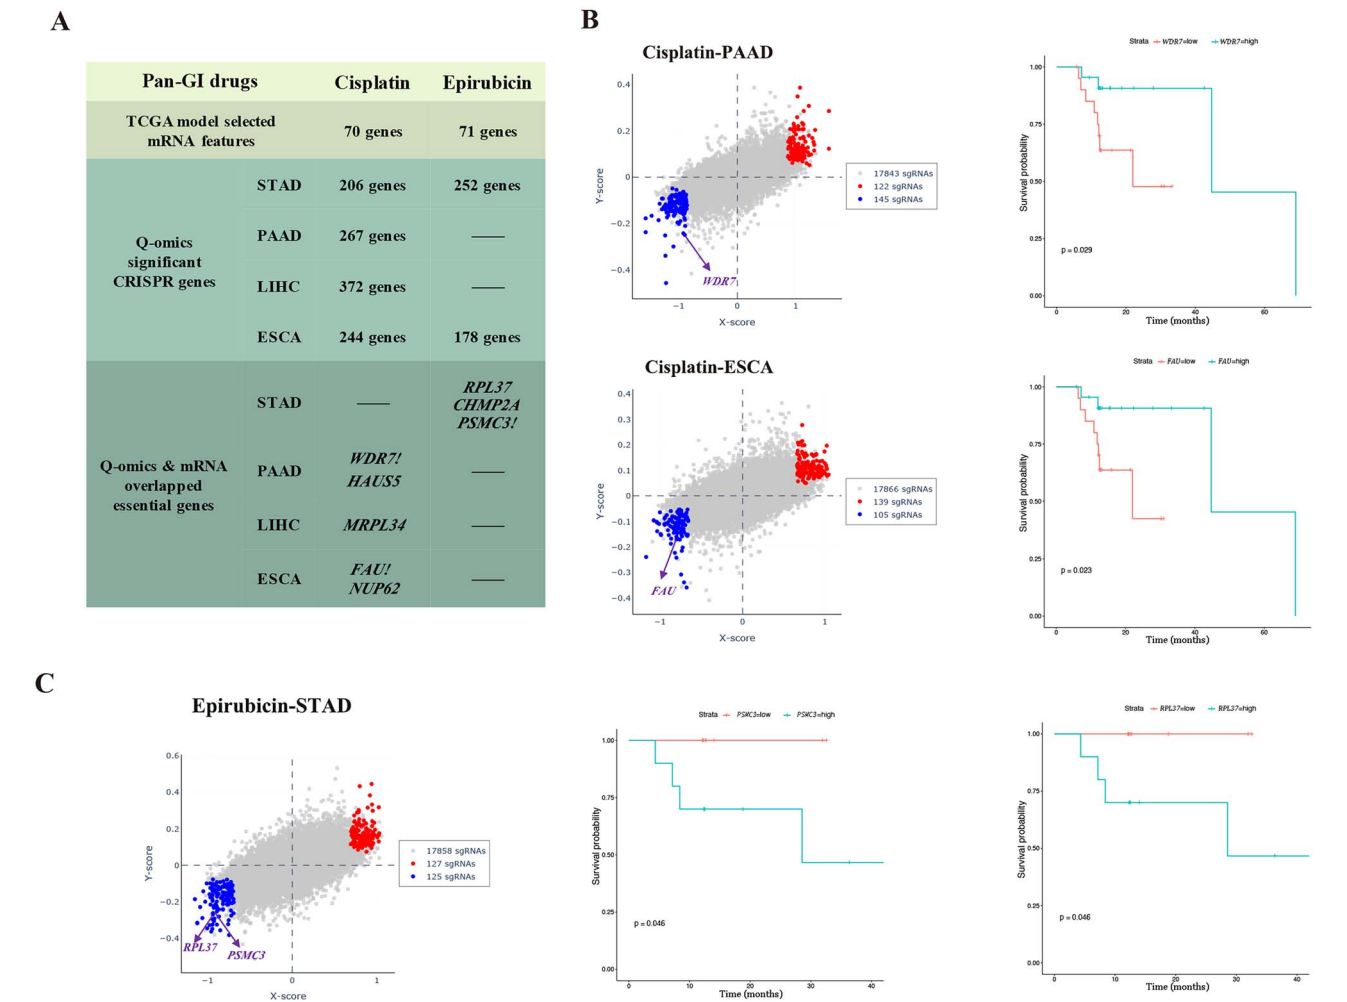 A
Pan-GI drugs Cisplatin Epirubicin
TCGA model selected
mRNA features
70 genes 71 genes
Q-omics
significant
CRISPR genes
STAD 206 genes 252 genes
PAAD 267 genes ——
LIHC 372 genes ——
ESCA 244 genes 178 genes
Q-omics & mRNA
overlapped
essential genes
STAD —— RPL37
CHMP2A
PSMC3!
PAAD WDR7!
HAUS5
——
LIHC MRPL34 ——
ESCA FAU!
NUP62
——
B
Cisplatin-PAAD
0.4
0.2
0
−0.2
−0.4
Y-score
−1 0 1
X-score
WDR7
17843 sgRNAs
122 sgRNAs
145 sgRNAs
Strata WDR7=low WDR7=high
1.00
0.75
0.50
0.25
0.00
Survival probability
p = 0.029
0 20 40 60
Time (months)
Cisplatin-ESCA
0.4
0.3
0.2
0.1
0
−0.1
−0.2
−0.3
−0.4
Y-score
−1 0 1
X-score
FAU
17866 sgRNAs
139 sgRNAs
105 sgRNAs
Strata FAU=low FAU=high
1.00
0.75
0.50
0.25
0.00
Survival probability
p = 0.023
0 20 40 60
Time (months)
C
Epirubicin-STAD
0.6
0.4
0.2
0
−0.2
−0.4
Y-score
−1 0 1
X-score
RPL37
PSMC3
17858 sgRNAs
127 sgRNAs
125 sgRNAs
Strata PSMC3=low PSMC3=high
1.00
0.75
0.50
0.25
0.00
Survival probability
p = 0.046
0 10 20 30 40
Time (months)
Strata RPL37=low RPL37=high
1.00
0.75
0.50
0.25
0.00
Survival probability
p = 0.046
0 10 20 30 40
Time (months)